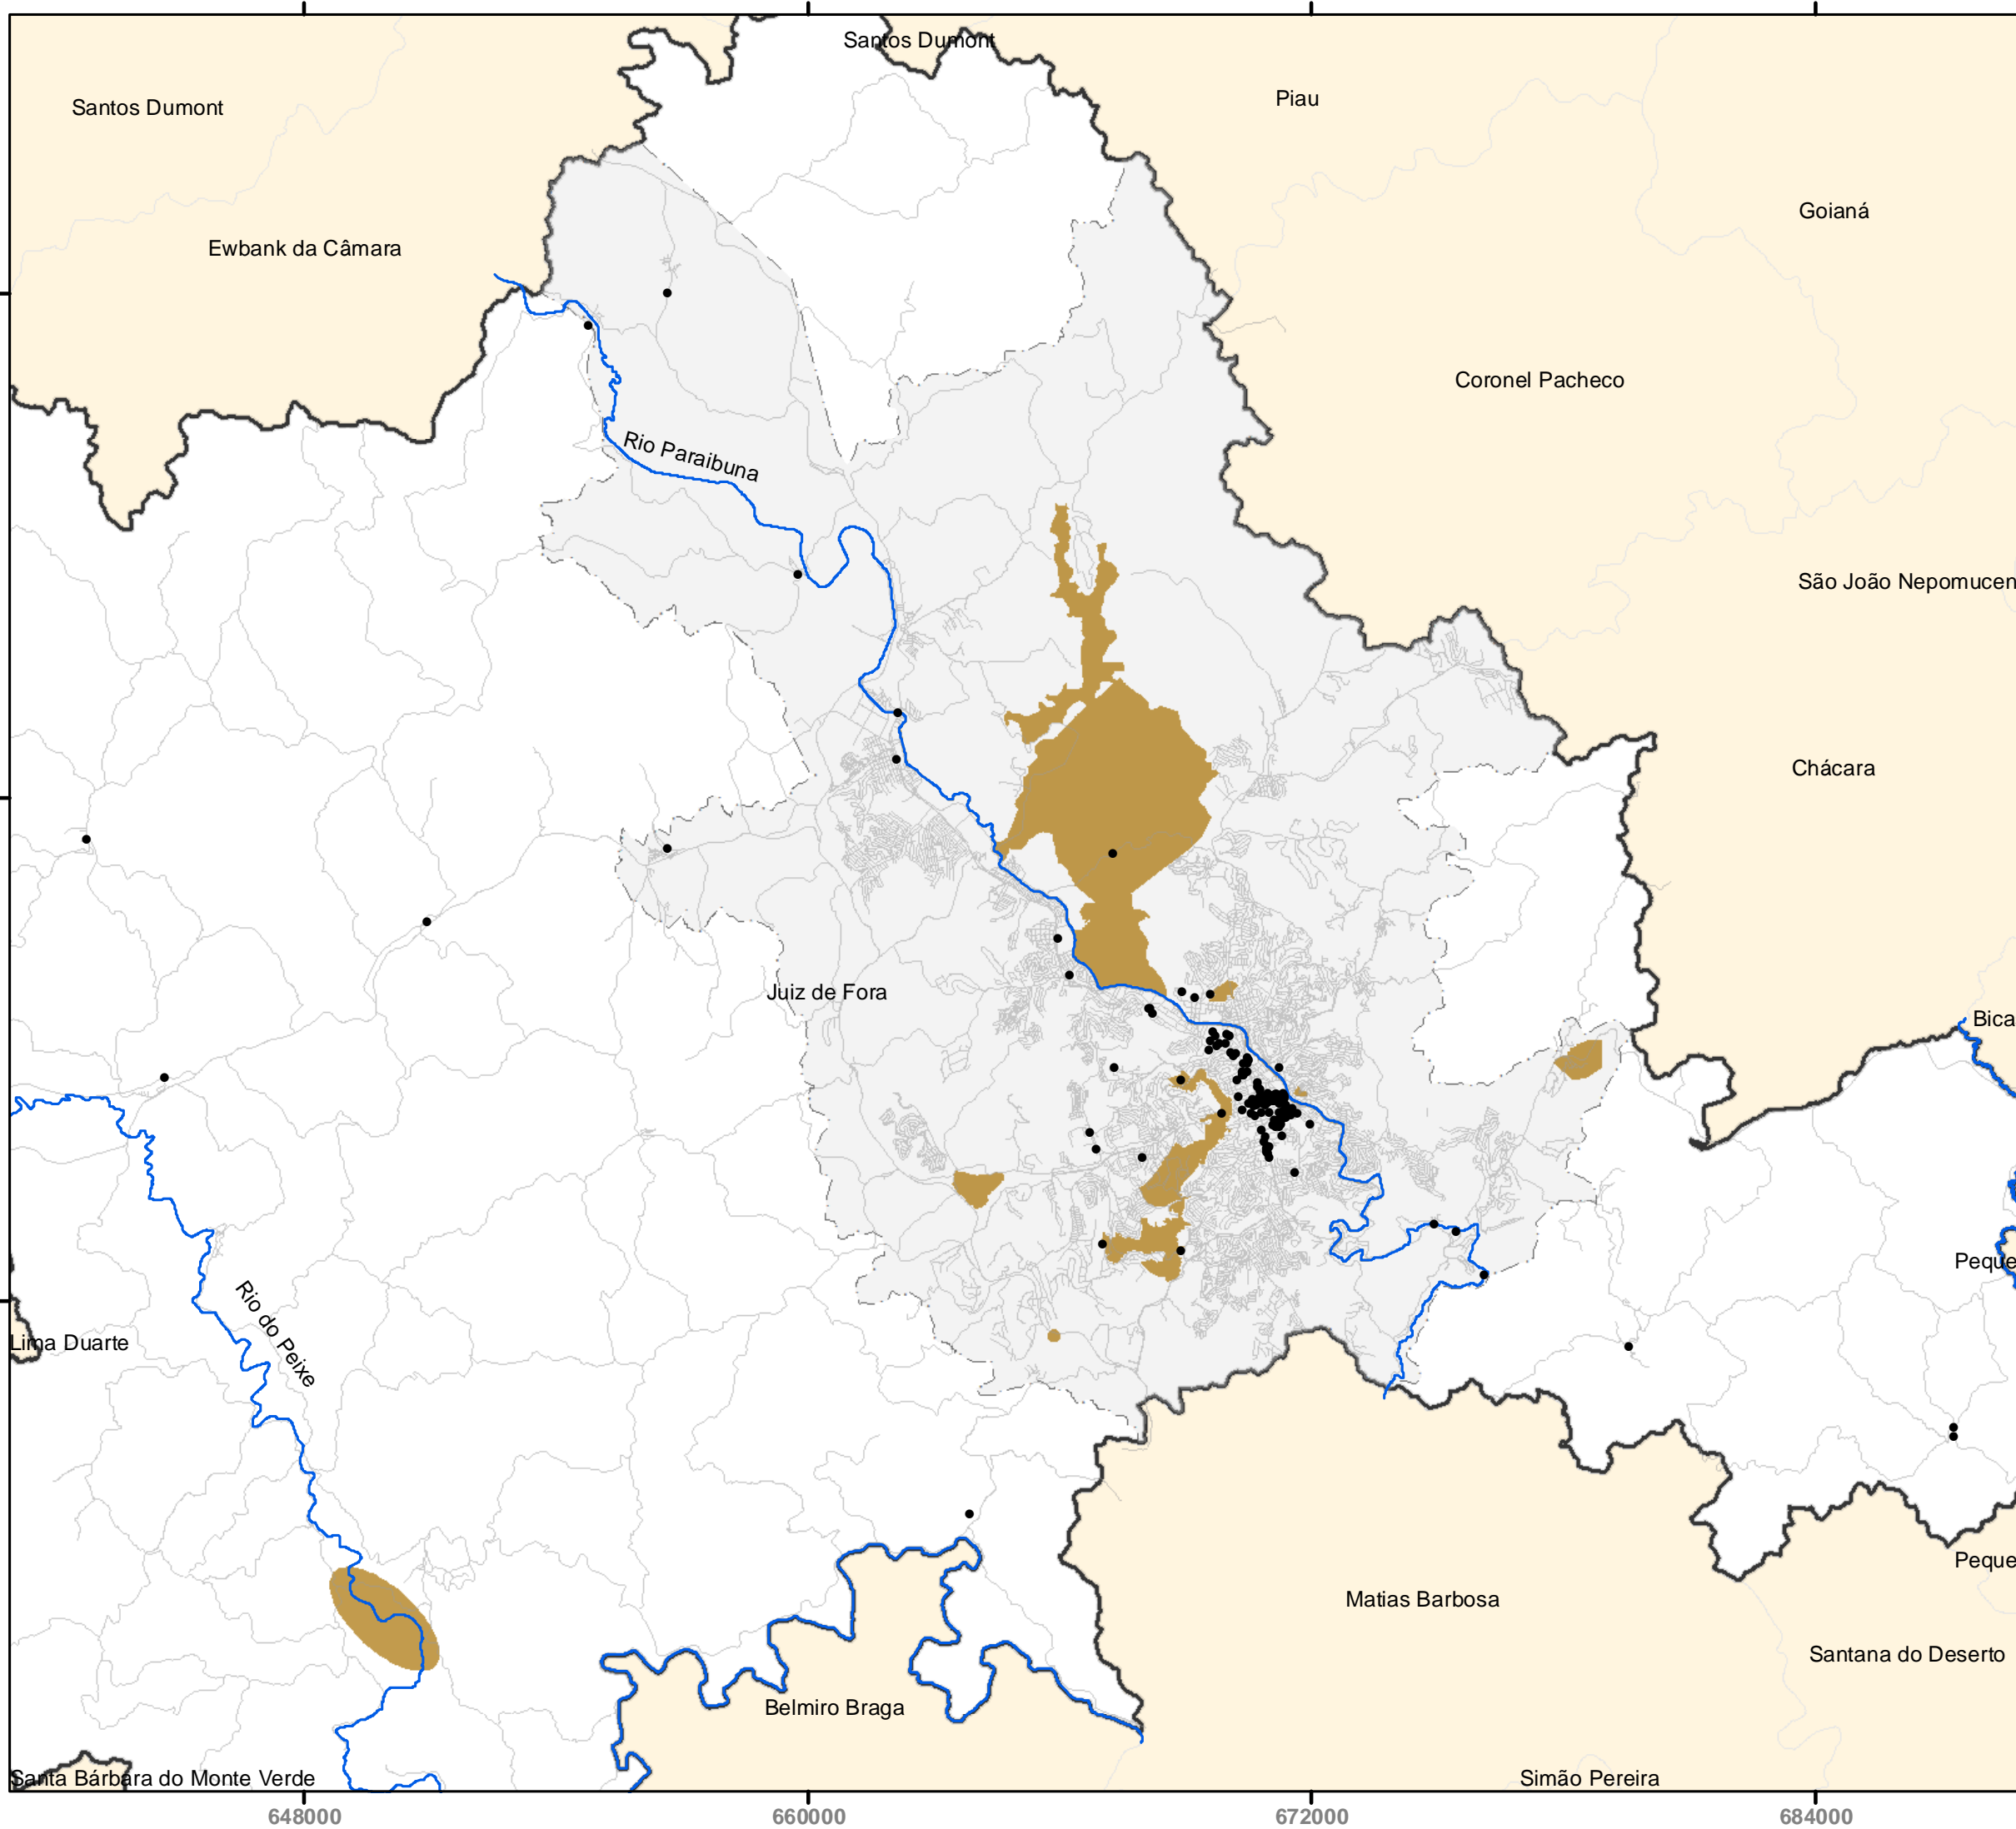 Santos Dumont
Piau
Santos Dumont
Goianá
Ewbank da Câmara
Coronel Pacheco
Rio Paraibuna
São João Nepomucen
Chácara
Juiz de Fora
Bica
Peque
Rio do Peixe
Lima Duarte
Peque
Matias Barbosa
Santana do Deserto
Belmiro Braga
Santa Bárbara do Monte Verde
Simão Pereira
648000 660000 672000 684000